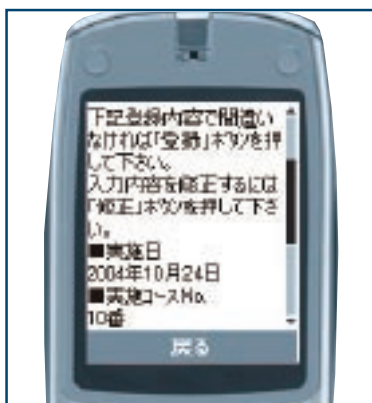 下記登録内容で間違い
なければ「登録」ボタンを押
して下さい。
入力内容を修正するには
「修正」ボタンを押して下さ
い。
■実施日
2004年10月24日
■実施コースNo.
10番
戻る